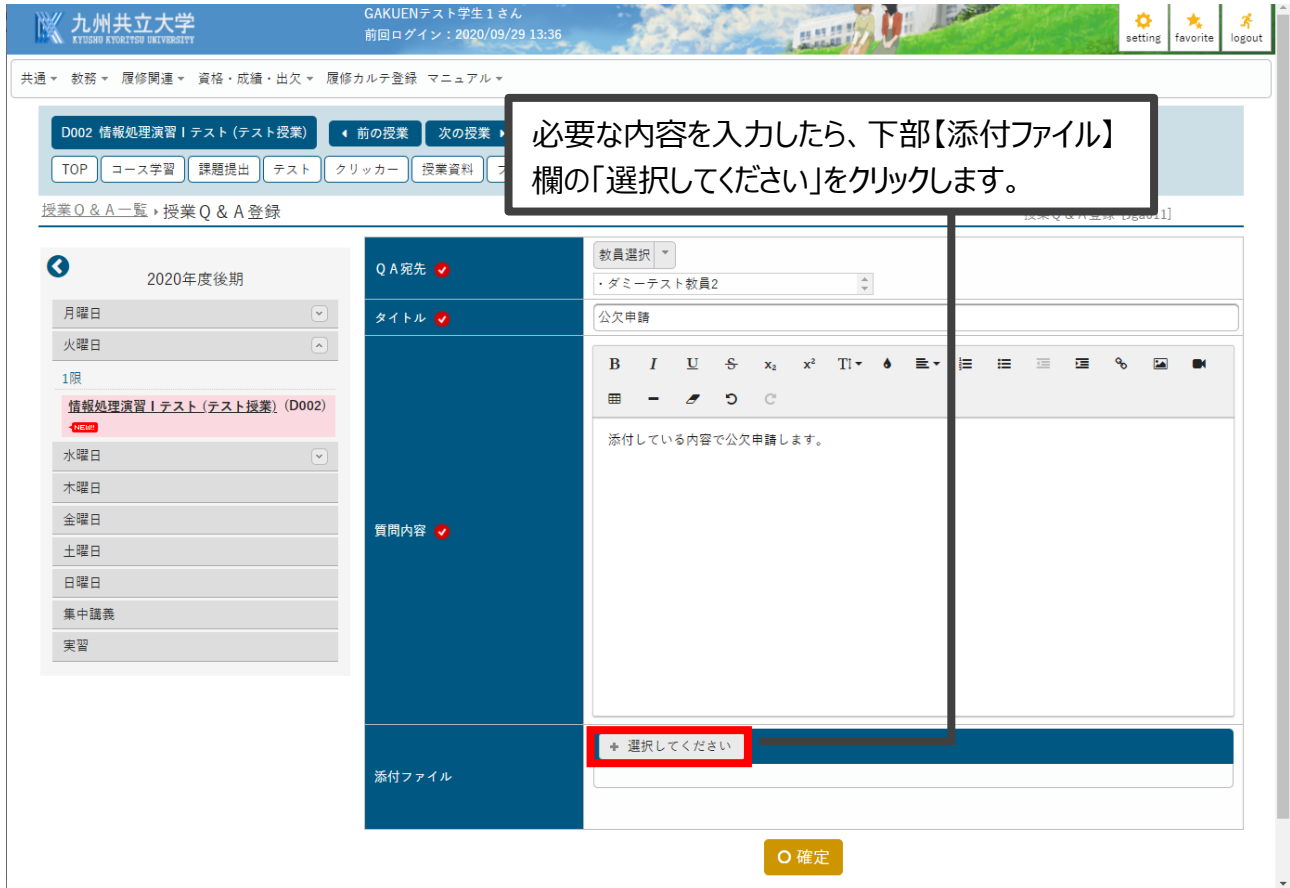 九州共立大学
KYUSHU KYORITSU UNIVERSITY
GAKUENテスト学生1さん
前回ログイン：2020/09/29 13:36
setting favorite logout
共通 教務 履修関連 資格・成績・出欠 履修カルテ登録 マニュアル
必要な内容を入力したら、下部【添付ファイル】
欄の「選択してください」をクリックします。
D002 情報処理演習Ⅰテスト(テスト授業) 前の授業 次の授業
TOP コース学習 課題提出 テスト クリッカー 授業資料
授業Q＆A一覧 授業Q＆A登録
2020年度後期
月曜日
火曜日
1限
情報処理演習Ⅰテスト(テスト授業) (D002)
NEW!!
水曜日
木曜日
金曜日
土曜日
日曜日
集中講義
実習
QA宛先
教員選択
・ダミーテスト教員2
タイトル
公欠申請
質問内容
B I U S x₂ x² T
添付している内容で公欠申請します。
添付ファイル
+ 選択してください
確定